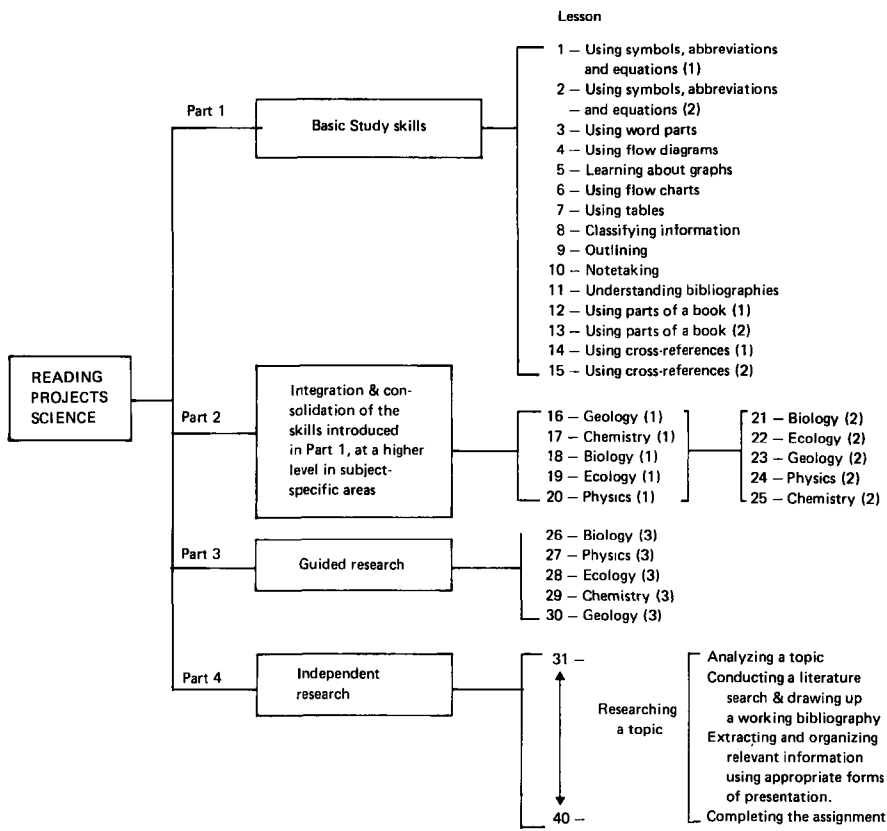 Lesson
1 – Using symbols, abbreviations
and equations (1)
2 – Using symbols, abbreviations
– and equations (2)
3 – Using word parts
4 – Using flow diagrams
5 – Learning about graphs
6 – Using flow charts
7 – Using tables
8 – Classifying information
9 – Outlining
10 – Notetaking
11 – Understanding bibliographies
12 – Using parts of a book (1)
13 – Using parts of a book (2)
14 – Using cross-references (1)
15 – Using cross-references (2)
Part 1
Basic Study skills
READING
PROJECTS
SCIENCE
Part 2
Integration & con-
solidation of the
skills introduced
in Part 1, at a higher
level in subject-
specific areas
16 – Geology (1)
17 – Chemistry (1)
18 – Biology (1)
19 – Ecology (1)
20 – Physics (1)
21 – Biology (2)
22 – Ecology (2)
23 – Geology (2)
24 – Physics (2)
25 – Chemistry (2)
Part 3
Guided research
26 – Biology (3)
27 – Physics (3)
28 – Ecology (3)
29 – Chemistry (3)
30 – Geology (3)
Part 4
Independent
research
31 –
40 –
Researching
a topic
Analyzing a topic
Conducting a literature
search & drawing up
a working bibliography
Extracting and organizing
relevant information
using appropriate forms
of presentation.
Completing the assignment